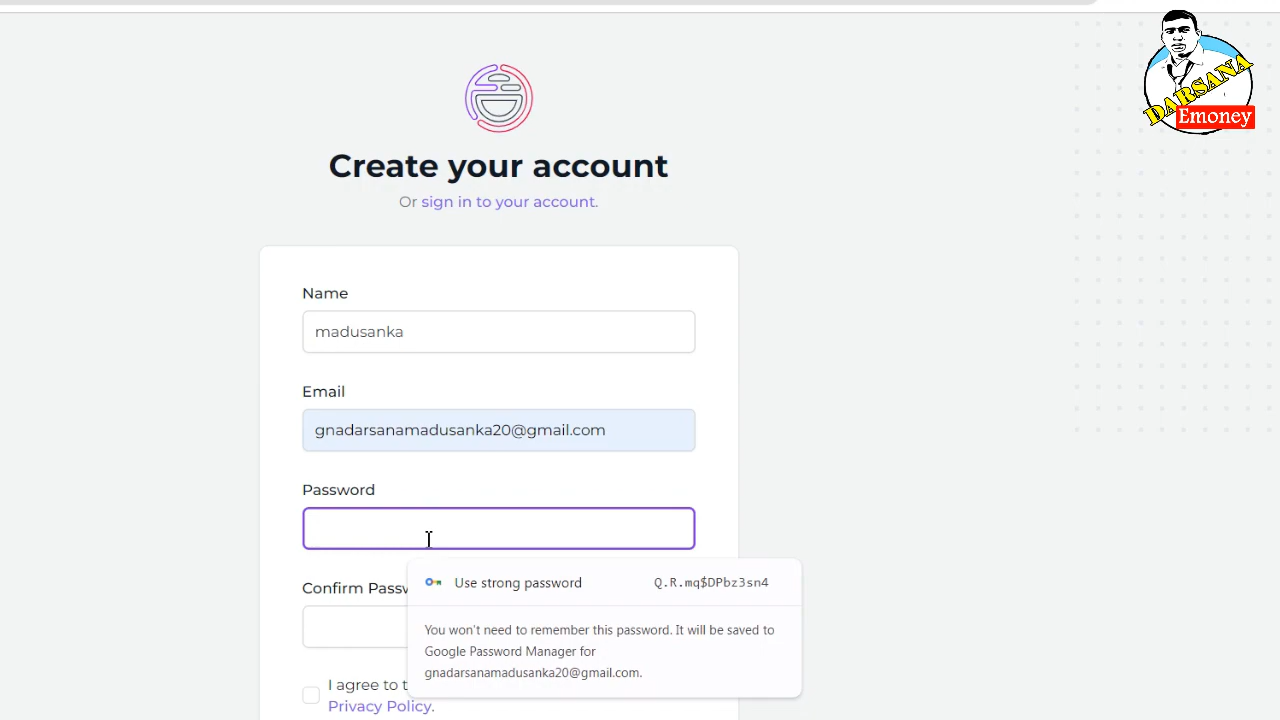 DARSANA
Emoney
Create your account
Or sign in to your account.
Name
madusanka
Email
gnadarsanamadusanka20@gmail.com
Password
Use strong password Q.R.mq$DPbz3sn4
Confirm Passw
You won't need to remember this password. It will be saved to
Google Password Manager for
gnadarsanamadusanka20@gmail.com.
I agree to t
Privacy Policy.